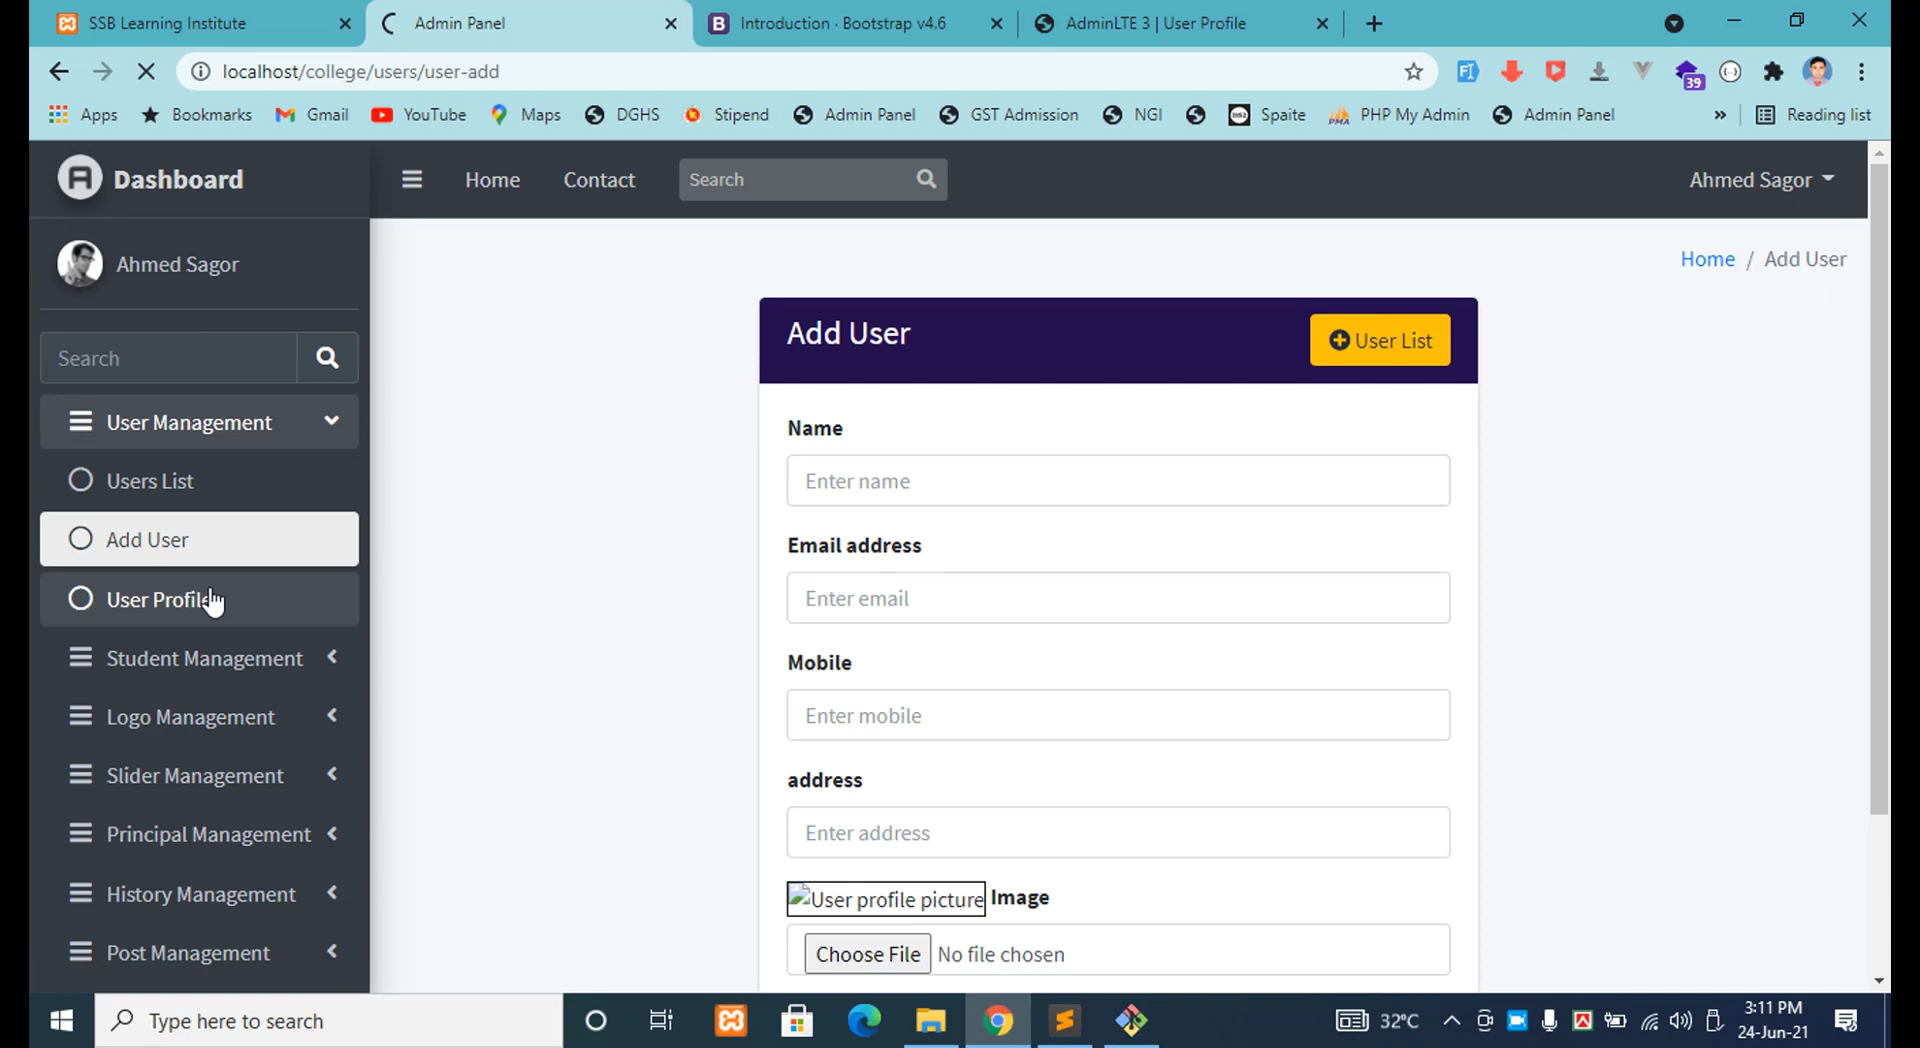 SSB Learning Institute
Admin Panel
Introduction · Bootstrap v4.6
AdminLTE 3 | User Profile
localhost/college/users/user-add
39
Apps
Bookmarks
Gmail
YouTube
Maps
DGHS
Stipend
Admin Panel
GST Admission
NGI
Spaite
PHP My Admin
Admin Panel
»
Reading list
Dashboard
Home
Contact
Search
Ahmed Sagor
Ahmed Sagor
Home / Add User
Search
Add User
User List
User Management
Name
Users List
Enter name
Add User
Email address
User Profile
Enter email
Student Management
Mobile
Logo Management
Enter mobile
Slider Management
address
Principal Management
Enter address
History Management
User profile picture Image
Post Management
Choose File No file chosen
Type here to search
32°C
3:11 PM
24-Jun-21